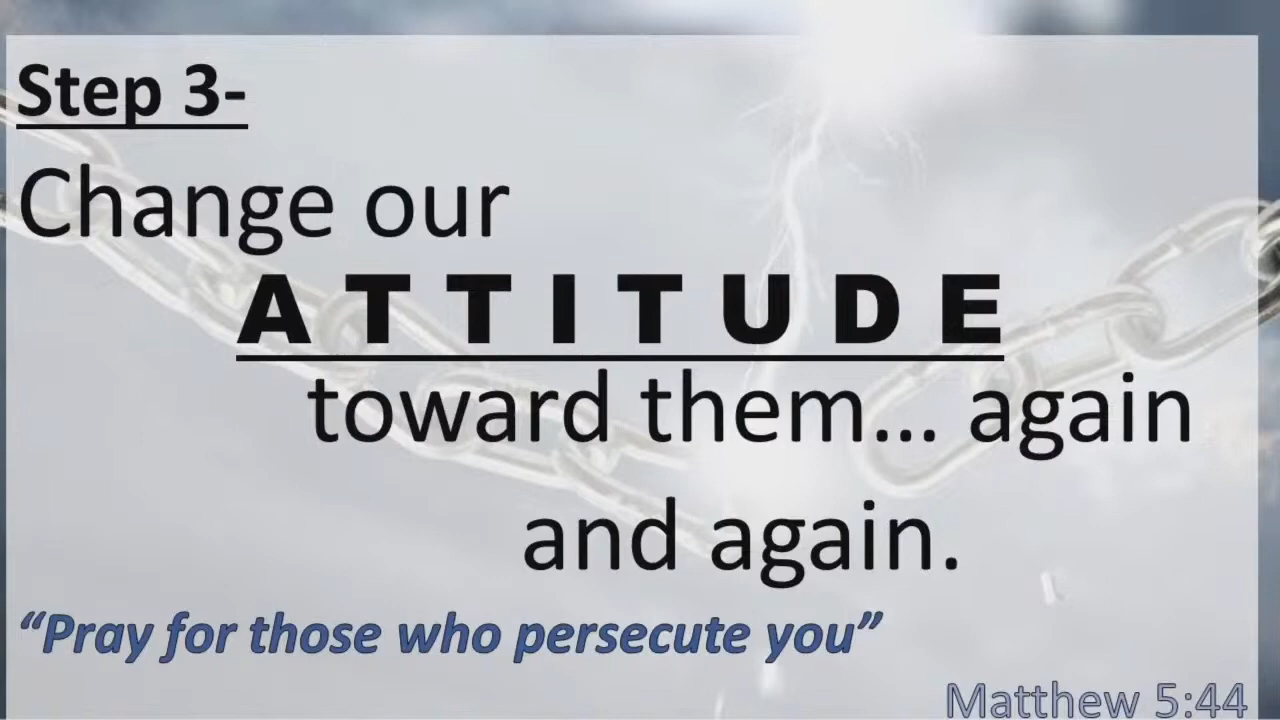 Step 3-
Change our
ATTITUDE
toward them... again
and again.
“Pray for those who persecute you”
Matthew 5:44